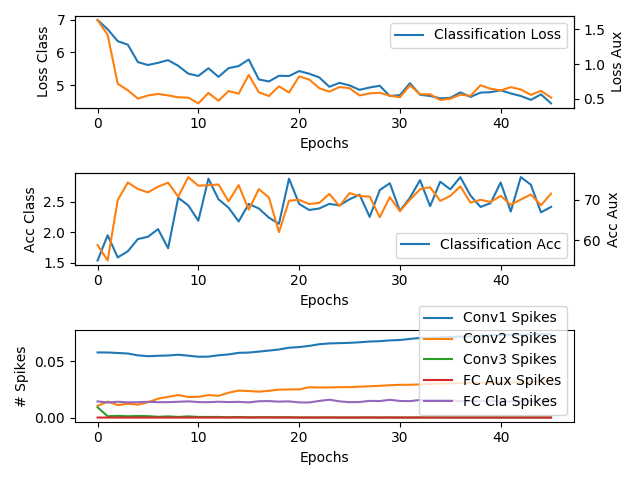 7
6
5
Loss Class
1.5
1.0
0.5
Loss Aux
Classification Loss
0 10 20 30 40
Epochs
2.5
2.0
1.5
Acc Class
70
60
Acc Aux
Classification Acc
0 10 20 30 40
Epochs
0.05
0.00
# Spikes
Conv1 Spikes
Conv2 Spikes
Conv3 Spikes
FC Aux Spikes
FC Cla Spikes
0 10 20 30 40
Epochs